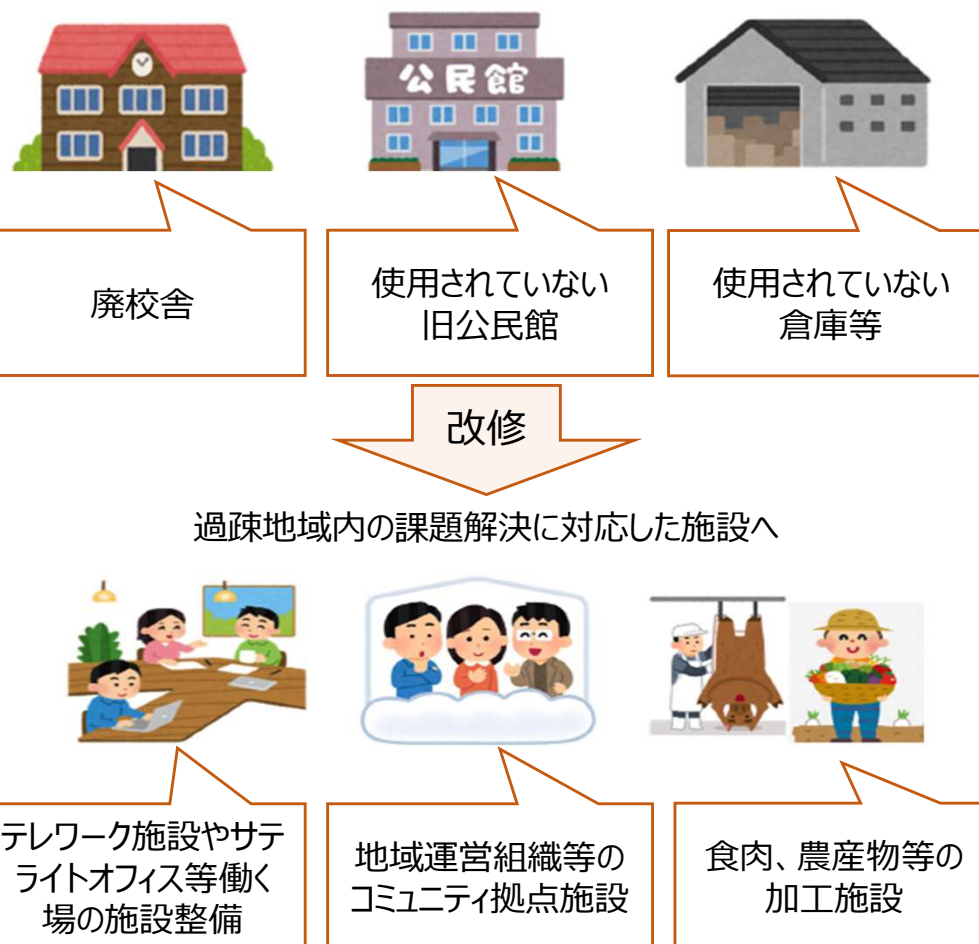 公民館
廃校舎
使用されていない
旧公民館
使用されていない
倉庫等
改修
過疎地域内の課題解決に対応した施設へ
テレワーク施設やサテ
ライトオフィス等働く
場の施設整備
地域運営組織等の
コミュニティ拠点施設
食肉、農産物等の
加工施設